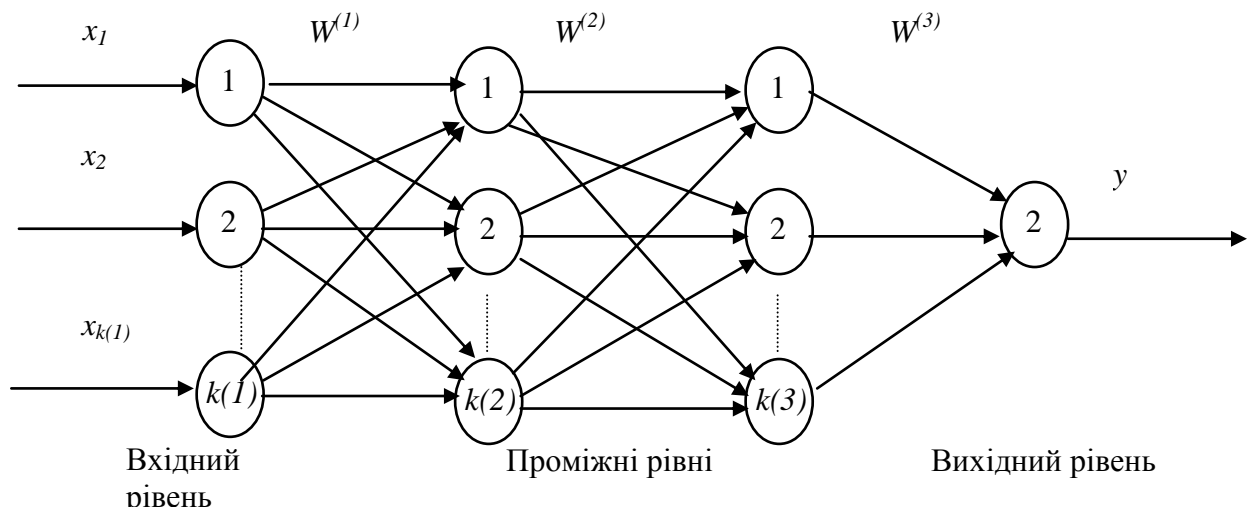 x1 W(1) W(2) W(3)
1 1 1
x2
y
2 2 2 2
xk(1)
k(1) k(2) k(3)
Вхідний рівень
Проміжні рівні
Вихідний рівень